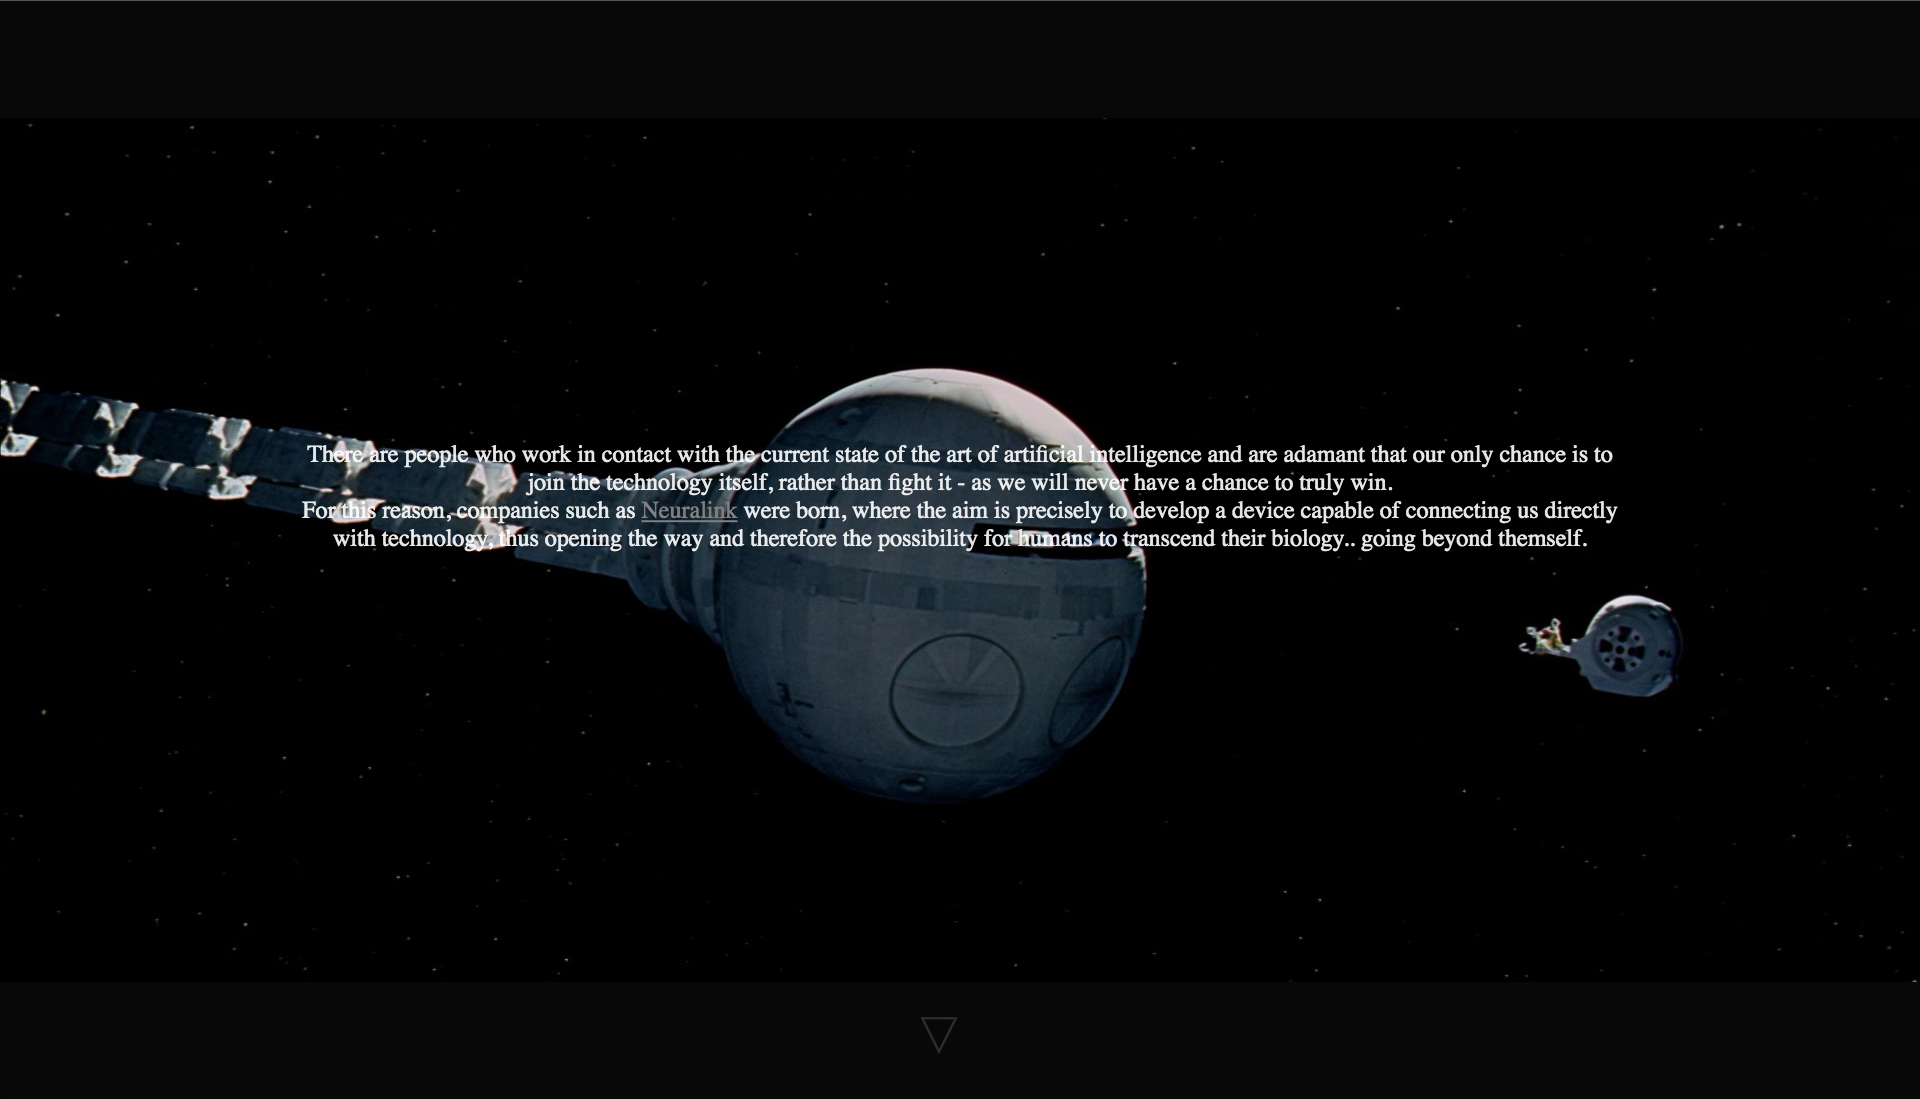 There are people who work in contact with the current state of the art of artificial intelligence and are adamant that our only chance is to
join the technology itself, rather than fight it - as we will never have a chance to truly win.
For this reason, companies such as Neuralink were born, where the aim is precisely to develop a device capable of connecting us directly
with technology, thus opening the way and therefore the possibility for humans to transcend their biology.. going beyond themself.